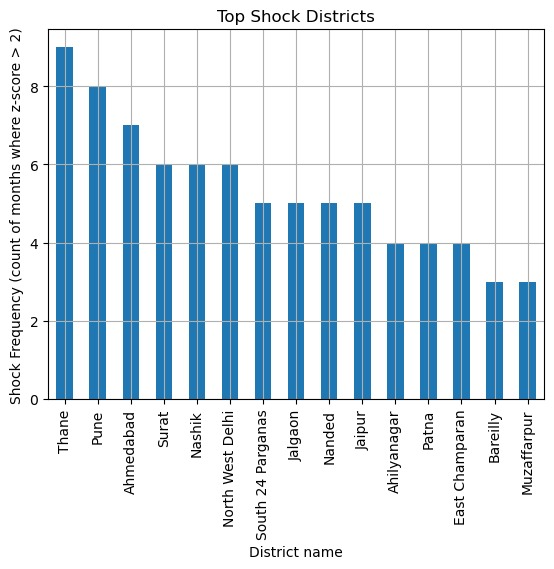 Top Shock Districts
Shock Frequency (count of months where z-score > 2)
8
6
4
2
0
Thane
Pune
Ahmedabad
Surat
Nashik
North West Delhi
South 24 Parganas
Jalgaon
Nanded
Jaipur
Ahilyanagar
Patna
East Champaran
Bareilly
Muzaffarpur
District name